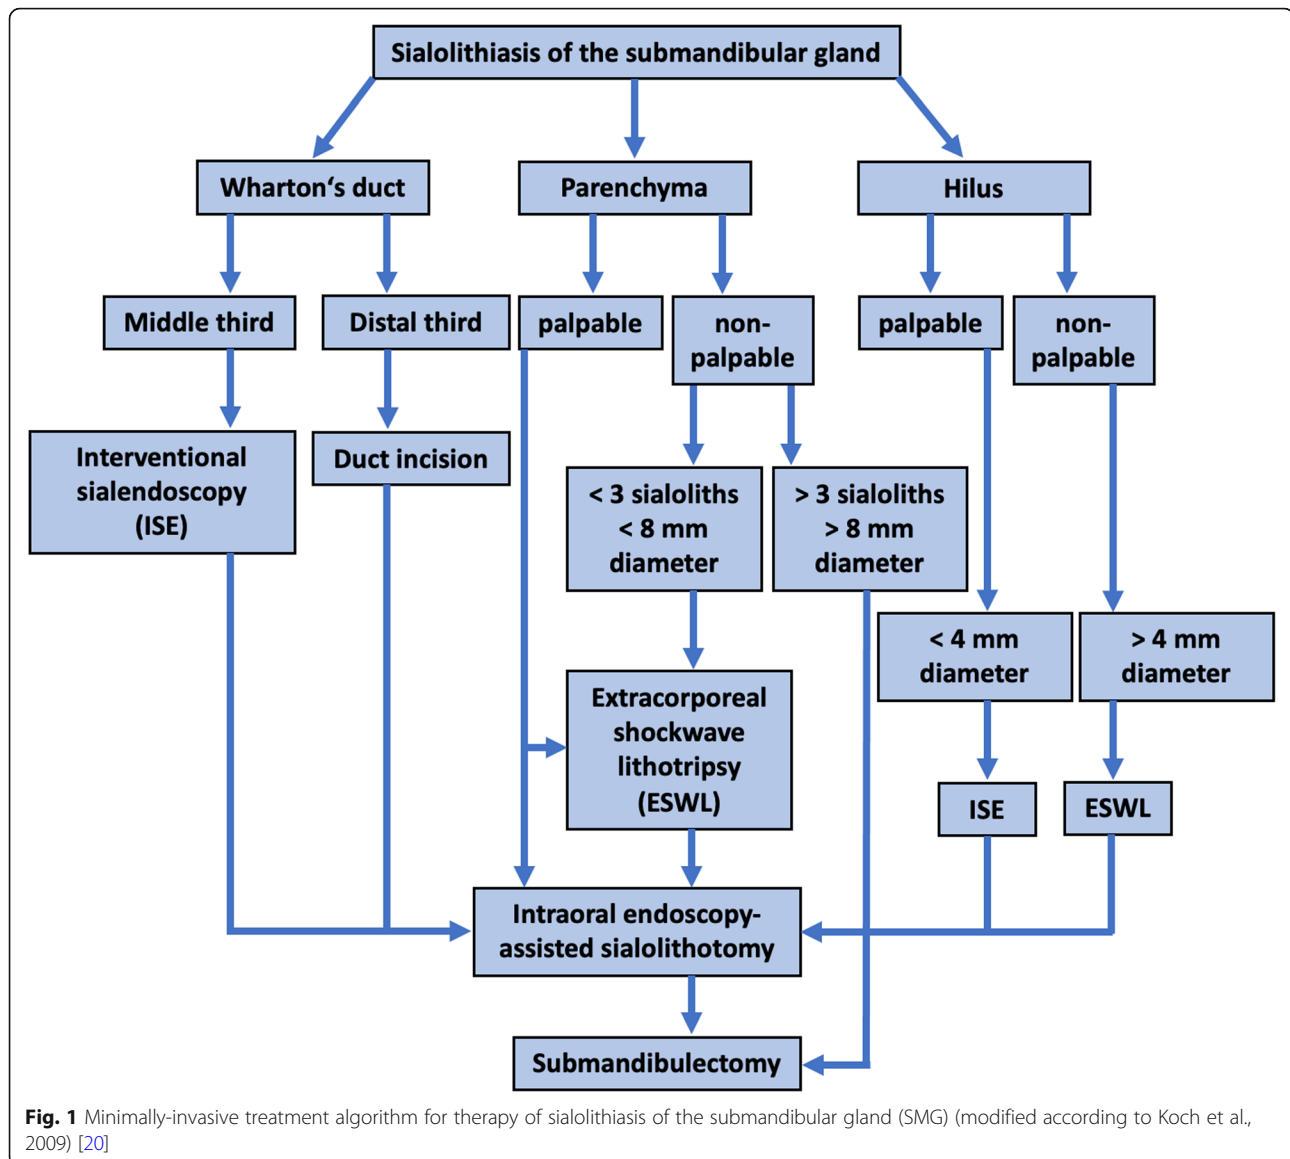 Sialolithiasis of the submandibular gland
Wharton‘s duct
Parenchyma
Hilus
Middle third
Distal third
palpable
non-
palpable
palpable
non-
palpable
Interventional
sialendoscopy
(ISE)
Duct incision
< 3 sialoliths
< 8 mm
diameter
> 3 sialoliths
> 8 mm
diameter
< 4 mm
diameter
> 4 mm
diameter
Extracorporeal
shockwave
lithotripsy
(ESWL)
ISE
ESWL
Intraoral endoscopy-
assisted sialolithotomy
Submandibulectomy
Fig. 1 Minimally-invasive treatment algorithm for therapy of sialolithiasis of the submandibular gland (SMG) (modified according to Koch et al.,
2009) [20]